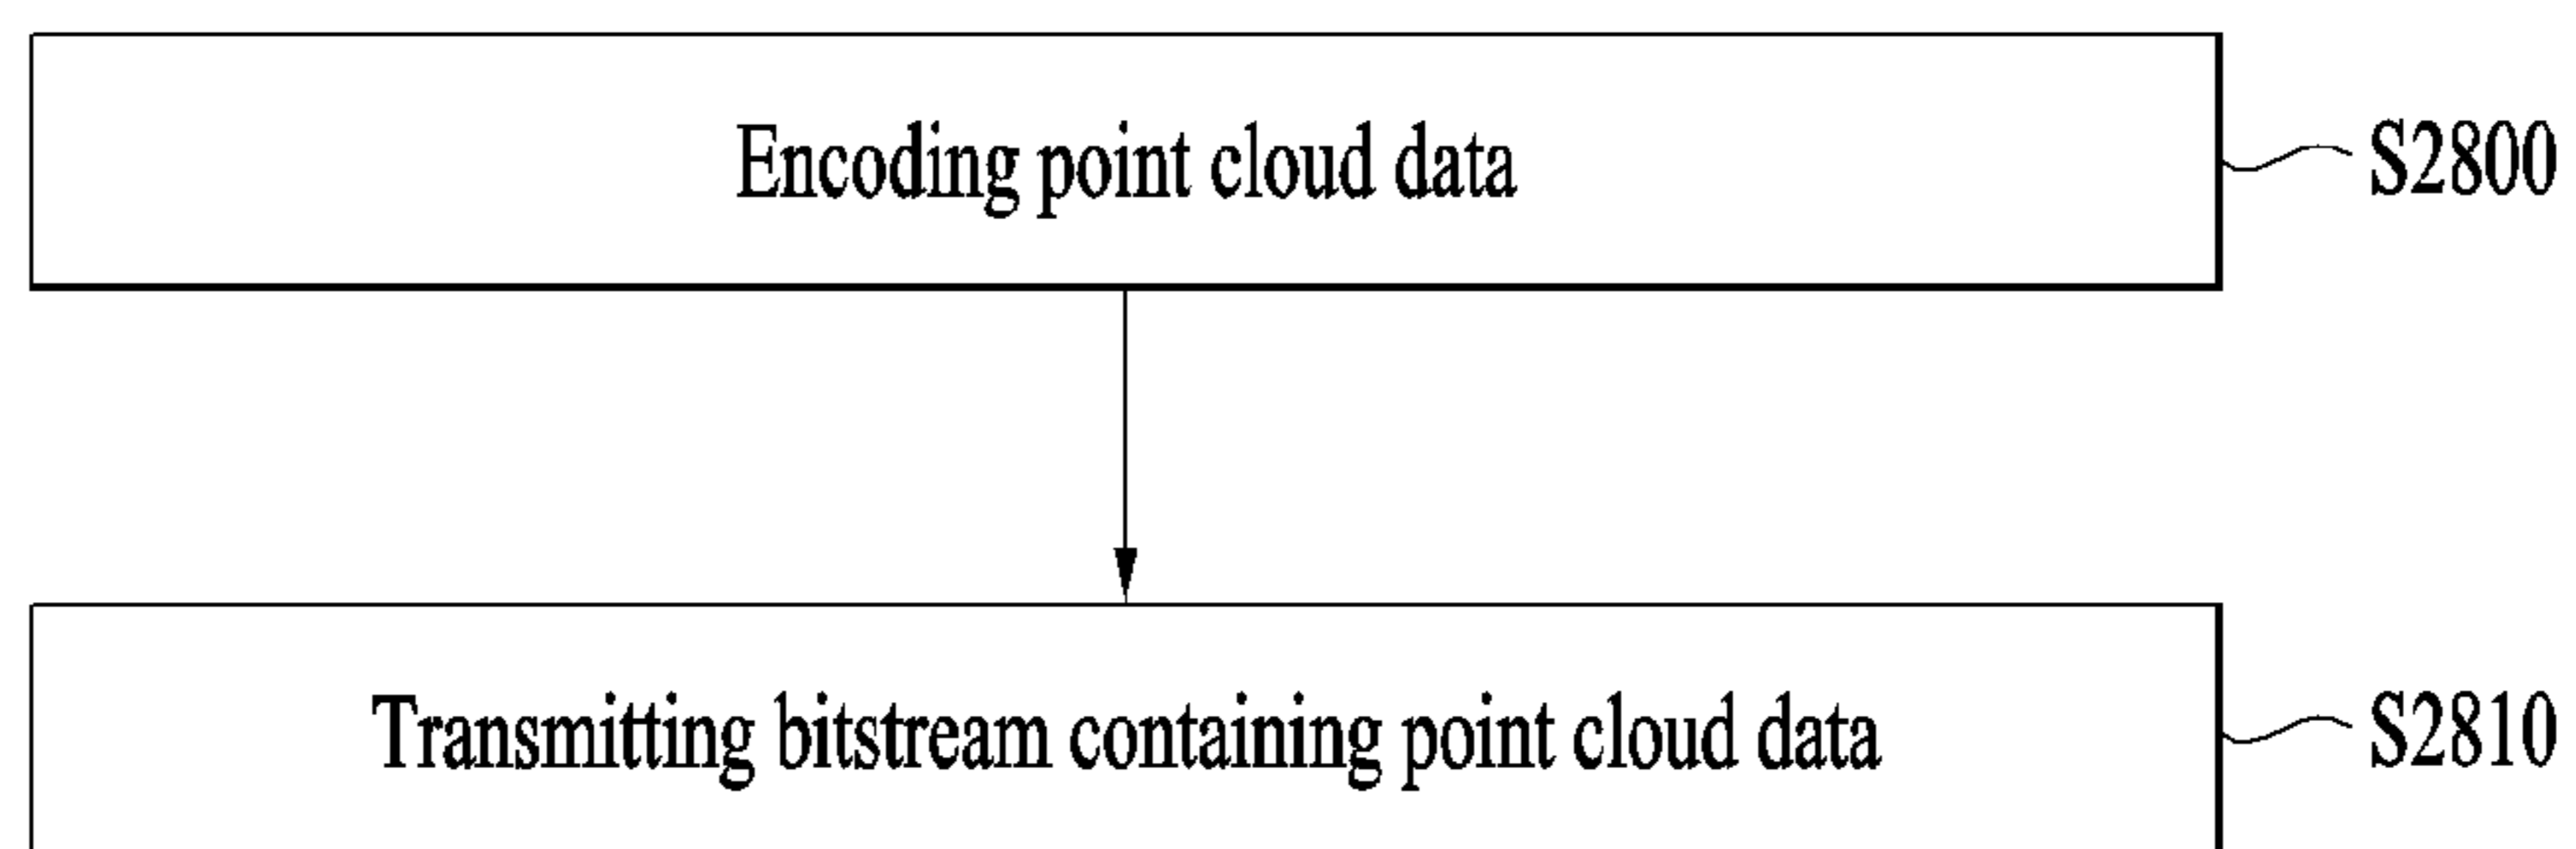 Encoding point cloud data
S2800
Transmitting bitstream containing point cloud data
S2810